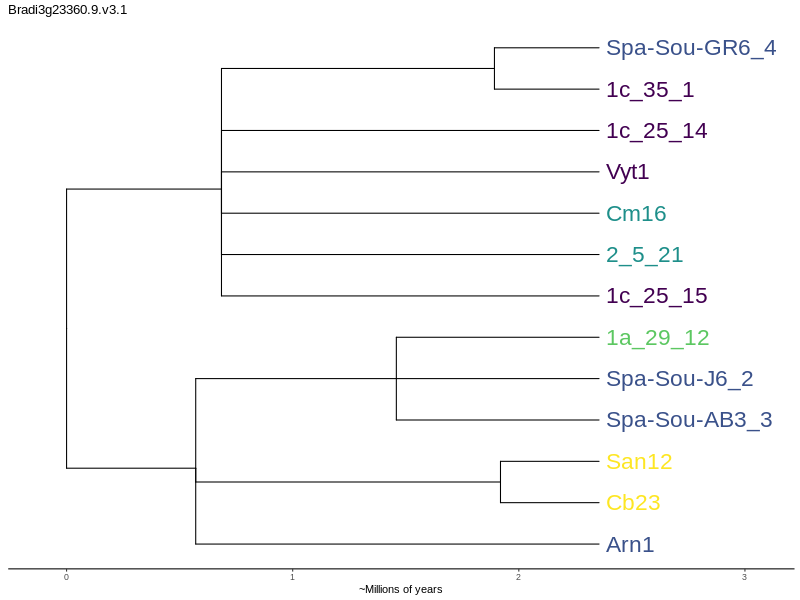 Bradi3g23360.9.v3.1
Spa-Sou-GR6_4
1c_35_1
1c_25_14
Vyt1
Cm16
2_5_21
1c_25_15
1a_29_12
Spa-Sou-J6_2
Spa-Sou-AB3_3
San12
Cb23
Arn1
0 1 2 3
~Millions of years